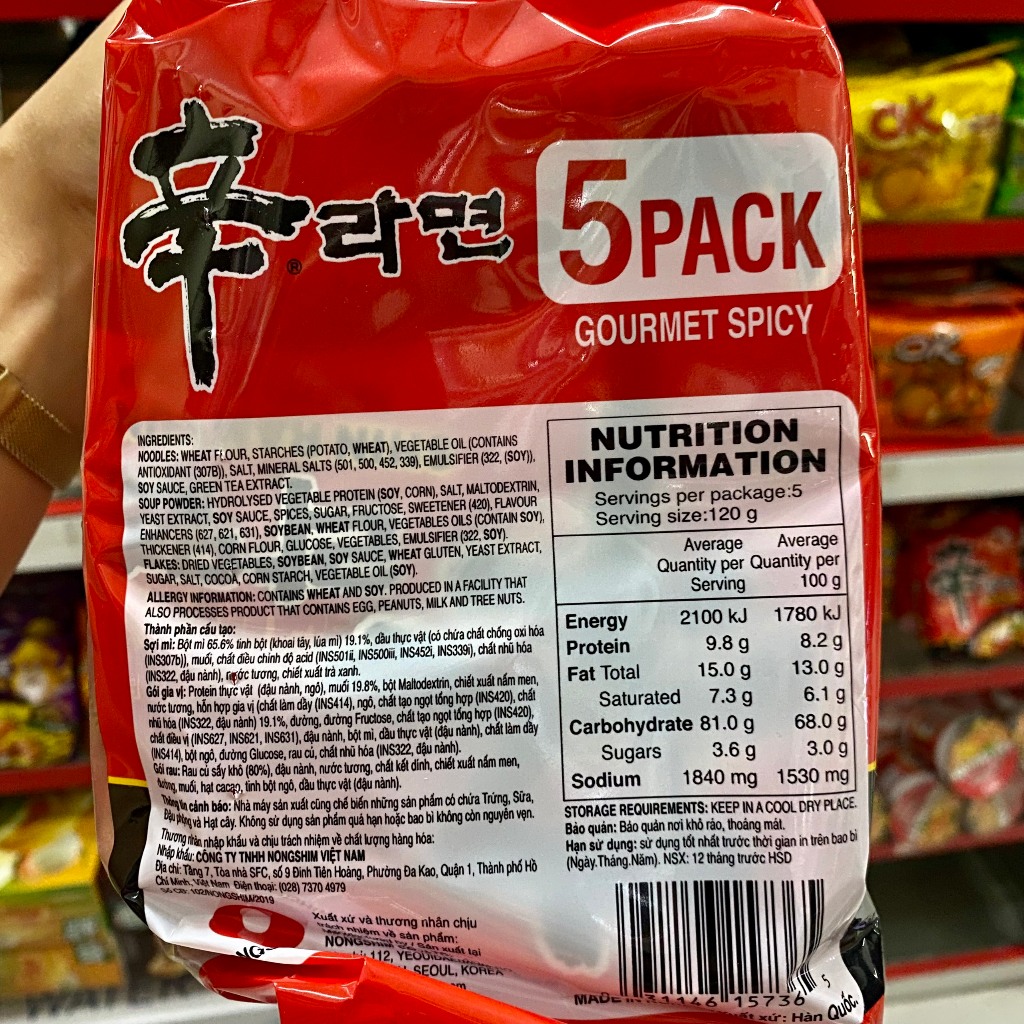 辛라면®
5PACK
GOURMET SPICY
INGREDIENTS:
NOODLES: WHEAT FLOUR, STARCHES (POTATO, WHEAT), VEGETABLE OIL (CONTAINS
ANTIOXIDANT (307B)), SALT, MINERAL SALTS (501, 500, 452, 339), EMULSIFIER (322, (SOY)),
SOY SAUCE, GREEN TEA EXTRACT.
SOUP POWDER: HYDROLYSED VEGETABLE PROTEIN (SOY, CORN), SALT, MALTODEXTRIN,
YEAST EXTRACT, SOY SAUCE, SPICES, SUGAR, FRUCTOSE, SWEETENER (420), FLAVOUR
ENHANCERS (627, 621, 631), SOYBEAN, WHEAT FLOUR, VEGETABLES OILS (CONTAIN SOY),
THICKENER (414), CORN FLOUR, GLUCOSE, VEGETABLES, EMULSIFIER (322, SOY).
FLAKES: DRIED VEGETABLES, SOYBEAN, SOY SAUCE, WHEAT GLUTEN, YEAST EXTRACT,
SUGAR, SALT, COCOA, CORN STARCH, VEGETABLE OIL (SOY).
ALLERGY INFORMATION: CONTAINS WHEAT AND SOY. PRODUCED IN A FACILITY THAT
ALSO PROCESSES PRODUCT THAT CONTAINS EGG, PEANUTS, MILK AND TREE NUTS.
Thành phần cấu tạo:
Sợi mì: Bột mì 65.6% tinh bột (khoai tây, lúa mì) 19.1%, dầu thực vật (có chứa chất chống oxi hóa
(INS307b)), muối, chất điều chỉnh độ acid (INS501ii, INS500iii, INS452i, INS339i), chất nhũ hóa
(INS322, đậu nành), nước tương, chiết xuất trà xanh.
Gói gia vị: Protein thực vật (đậu nành, ngô), muối 19.8%, bột Maltodextrin, chiết xuất nấm men,
nước tương, hỗn hợp gia vị (chất làm dầy (INS414), ngô, chất tạo ngọt tổng hợp (INS420), chất
nhũ hóa (INS322, đậu nành) 19.1%, đường, đường Fructose, chất tạo ngọt tổng hợp (INS420),
chất điều vị (INS627, INS621, INS631), đậu nành, bột mì, dầu thực vật (đậu nành), chất làm dầy
(INS414), bột ngô, đường Glucose, rau củ, chất nhũ hóa (INS322, đậu nành).
Gói rau: Rau củ sấy khô (80%), đậu nành, nước tương, chất kết dính, chiết xuất nấm men,
đường, muối, hạt cacao, tinh bột ngô, dầu thực vật (đậu nành).
Thông tin cảnh báo: Nhà máy sản xuất cũng chế biến những sản phẩm có chứa Trứng, Sữa,
Đậu phộng và Hạt cây. Không sử dụng sản phẩm quá hạn hoặc bao bì không còn nguyên vẹn.
Thương nhân nhập khẩu và chịu trách nhiệm về chất lượng hàng hóa:
Nhập khẩu: CÔNG TY TNHH NONGSHIM VIỆT NAM
Địa chỉ: Tầng 7, Tòa nhà SFC, số 9 Đinh Tiên Hoàng, Phường Đa Kao, Quận 1, Thành phố Hồ
Chí Minh, Việt Nam Điện thoại: (028) 7370 4979
Số CB: 102/NONGSHIM/2019
Xuất xứ và thương nhân chịu
trách nhiệm về sản phẩm:
NONGSHIM
112, YEOUI
SEOUL, KOREA
NUTRITION
INFORMATION
Servings per package:5
Serving size:120 g
Average Average
Quantity per Quantity per
Serving 100 g
Energy 2100 kJ 1780 kJ
Protein 9.8 g 8.2 g
Fat Total 15.0 g 13.0 g
Saturated 7.3 g 6.1 g
Carbohydrate 81.0 g 68.0 g
Sugars 3.6 g 3.0 g
Sodium 1840 mg 1530 mg
STORAGE REQUIREMENTS: KEEP IN A COOL DRY PLACE.
Bảo quản: Bảo quản nơi khô ráo, thoáng mát.
Hạn sử dụng: sử dụng tốt nhất trước thời gian in trên bao bì
(Ngày.Tháng.Năm). NSX: 12 tháng trước HSD
31146 15736 5
MADE IN
xứ: Hàn Quốc.
OK
OK
辛